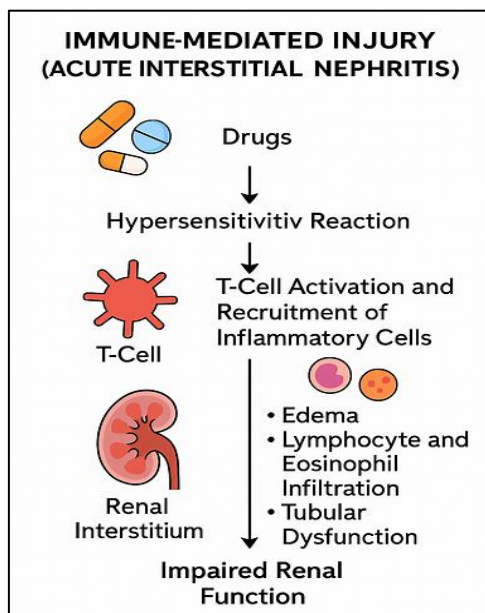 IMMUNE-MEDIATED INJURY
(ACUTE INTERSTITIAL NEPHRITIS)
Drugs
Hypersensitivitiv Reaction
T-Cell Activation and
Recruitment of
Inflammatory Cells
T-Cell
• Edema
• Lymphocyte and
Eosinophil
Infiltration
• Tubular
Dysfunction
Renal
Interstitium
Impaired Renal
Function